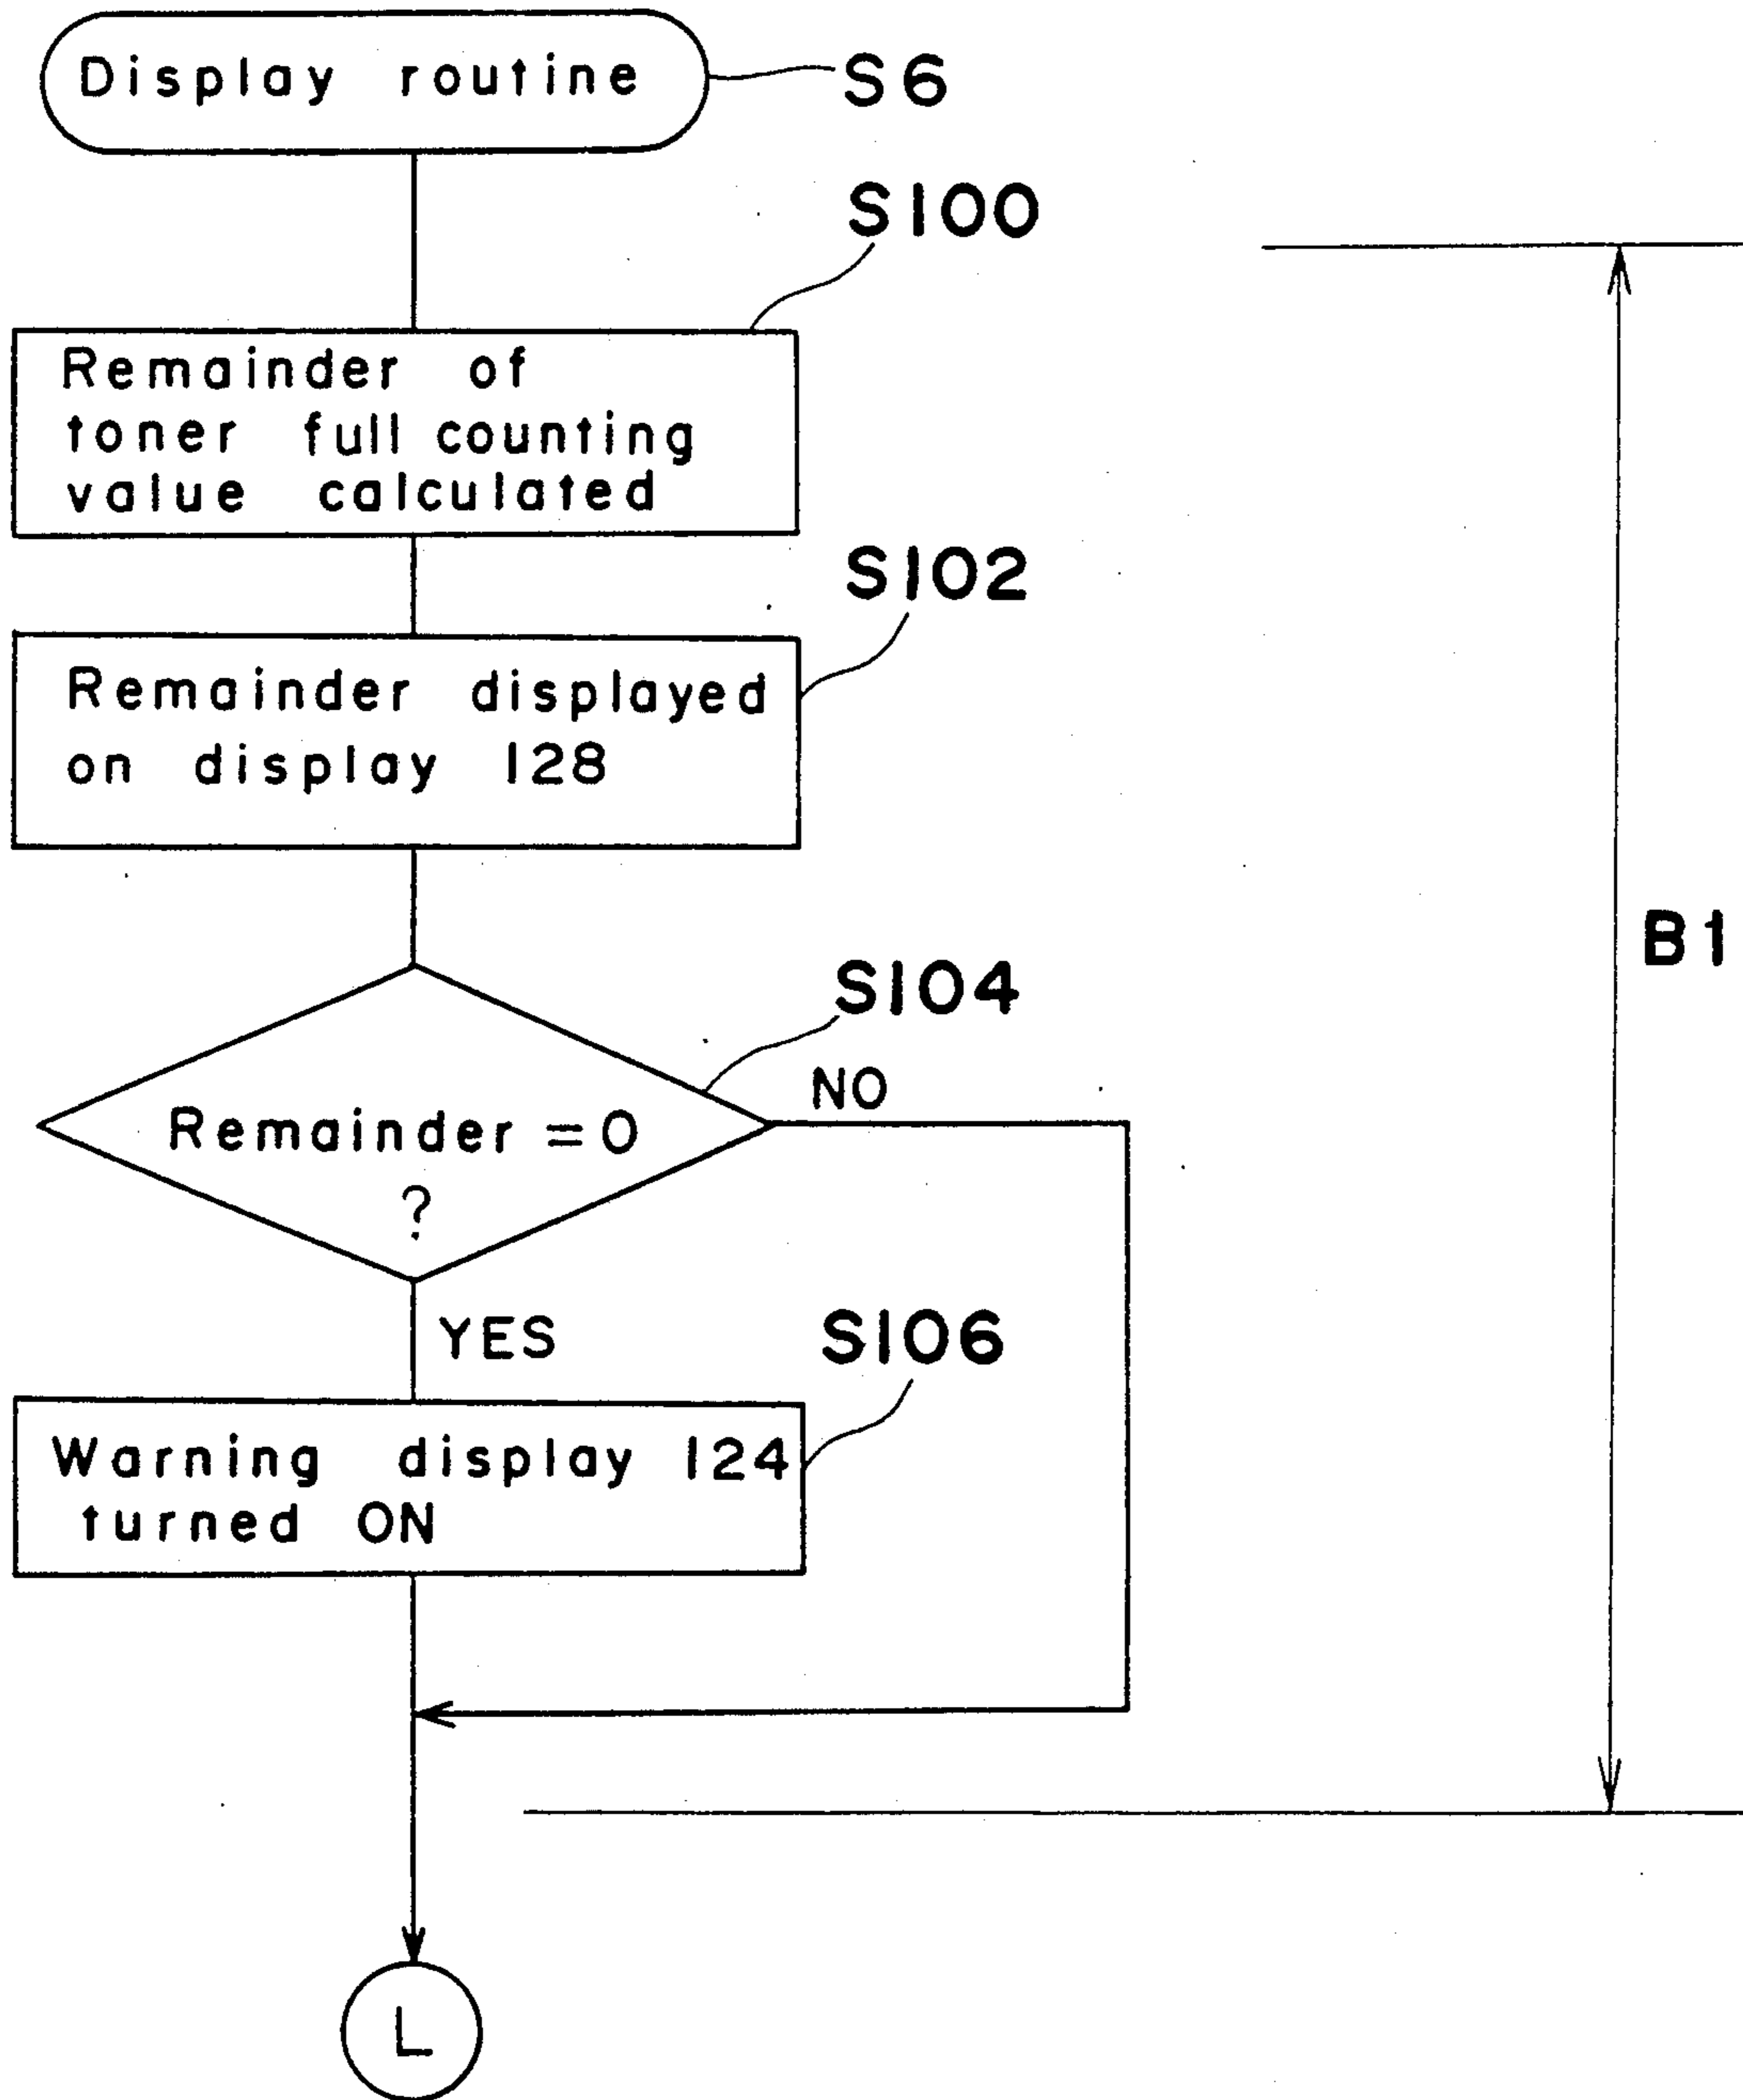 Display routine
S6
S100
Remainder of
toner full counting
value calculated
S102
Remainder displayed
on display 128
B1
S104
NO
Remainder = 0
?
YES
S106
Warning display 124
turned ON
L